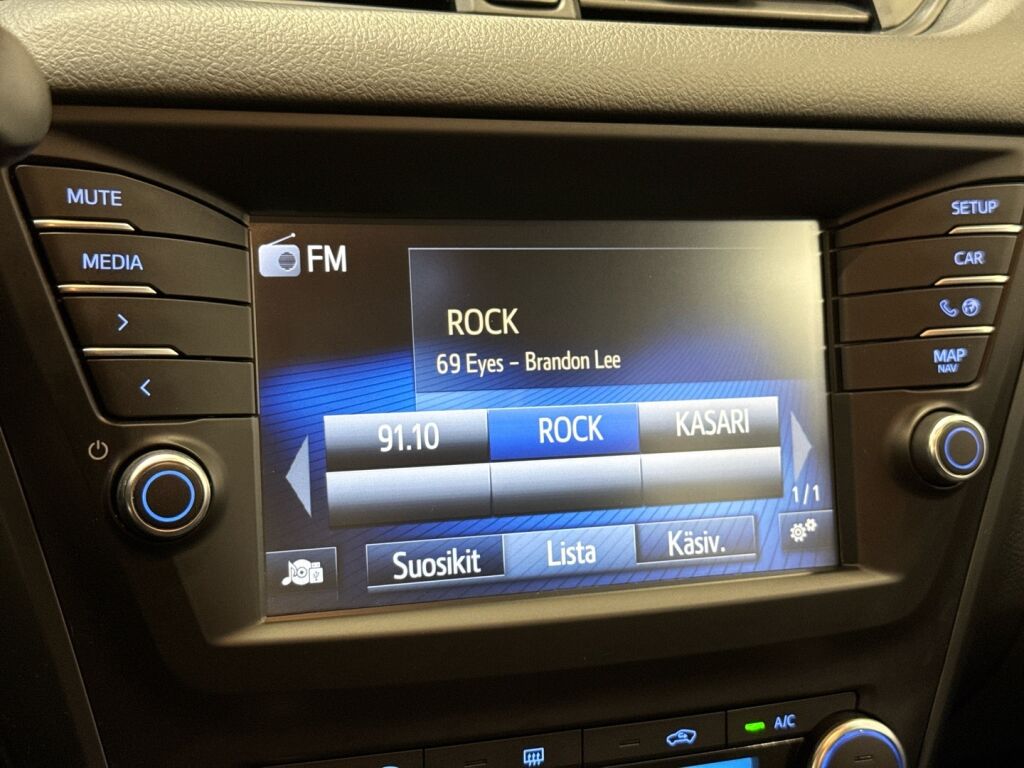 MUTE
MEDIA
FM
ROCK
69 Eyes – Brandon Lee
91.10 ROCK KASARI
1/1
Suosikit Lista Käsiv.
SETUP
CAR
MAP
NAV
A/C